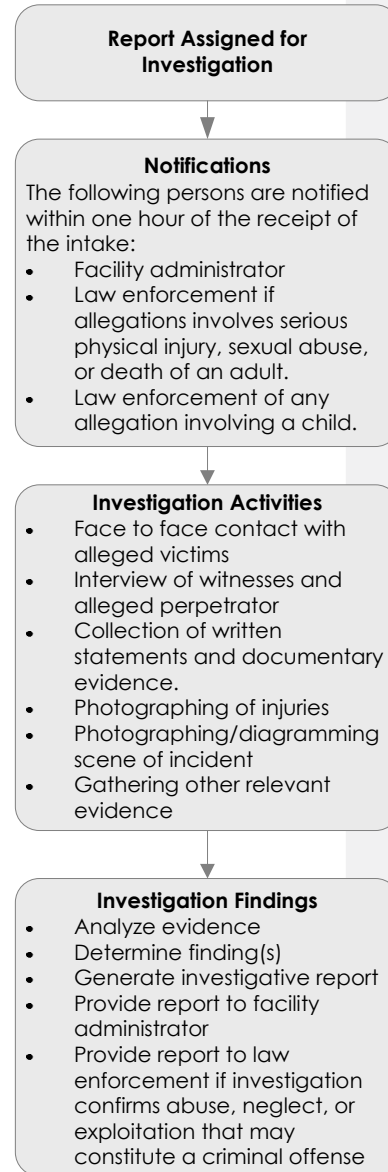 Report Assigned for
Investigation
Notifications
The following persons are notified
within one hour of the receipt of
the intake:
• Facility administrator
• Law enforcement if
allegations involves serious
physical injury, sexual abuse,
or death of an adult.
• Law enforcement of any
allegation involving a child.
Investigation Activities
• Face to face contact with
alleged victims
• Interview of witnesses and
alleged perpetrator
• Collection of written
statements and documentary
evidence.
• Photographing of injuries
• Photographing/diagramming
scene of incident
• Gathering other relevant
evidence
Investigation Findings
• Analyze evidence
• Determine finding(s)
• Generate investigative report
• Provide report to facility
administrator
• Provide report to law
enforcement if investigation
confirms abuse, neglect, or
exploitation that may
constitute a criminal offense